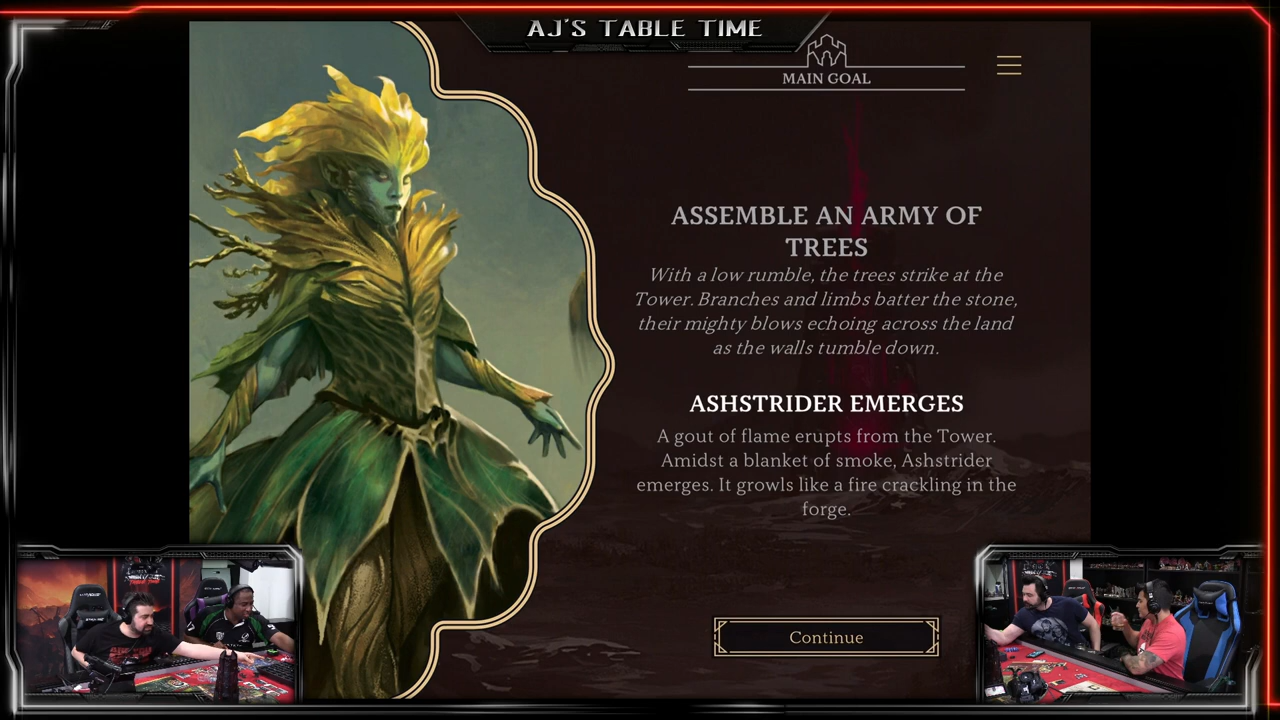 AJ'S TABLE TIME
MAIN GOAL
ASSEMBLE AN ARMY OF
TREES
With a low rumble, the trees strike at the
Tower. Branches and limbs batter the stone,
their mighty blows echoing across the land
as the walls tumble down.
ASHSTRIDER EMERGES
A gout of flame erupts from the Tower.
Amidst a blanket of smoke, Ashstrider
emerges. It growls like a fire crackling in the
forge.
Continue